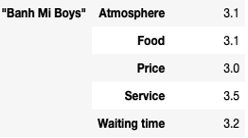 "Banh Mi Boys" Atmosphere 3.1
Food 3.1
Price 3.0
Service 3.5
Waiting time 3.2